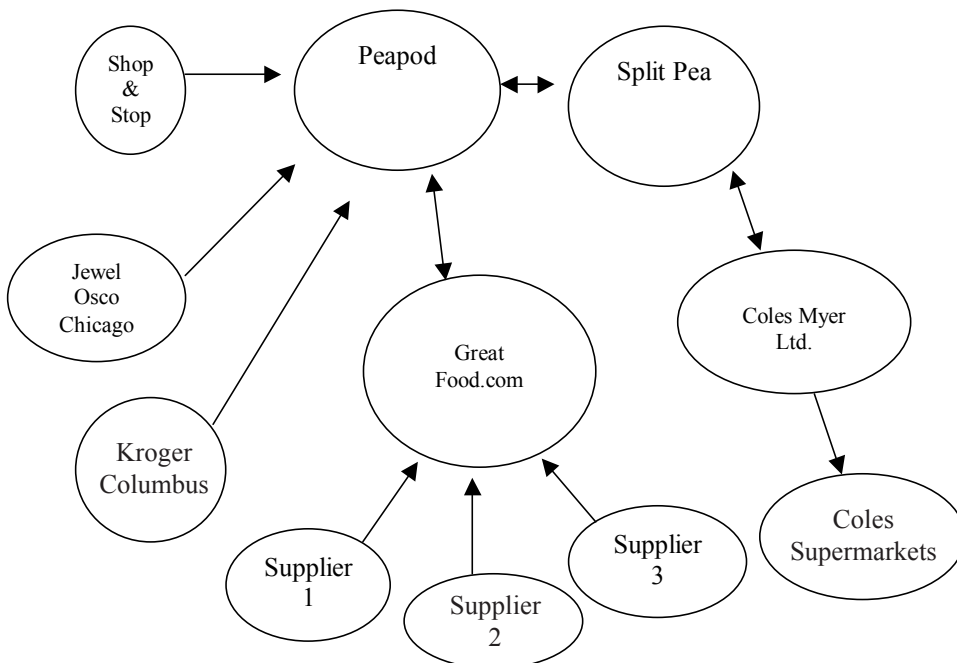 Shop
&
Stop
Peapod
Split Pea
Jewel
Osco
Chicago
Great
Food.com
Coles Myer
Ltd.
Kroger
Columbus
Supplier
1
Supplier
2
Supplier
3
Coles
Supermarkets